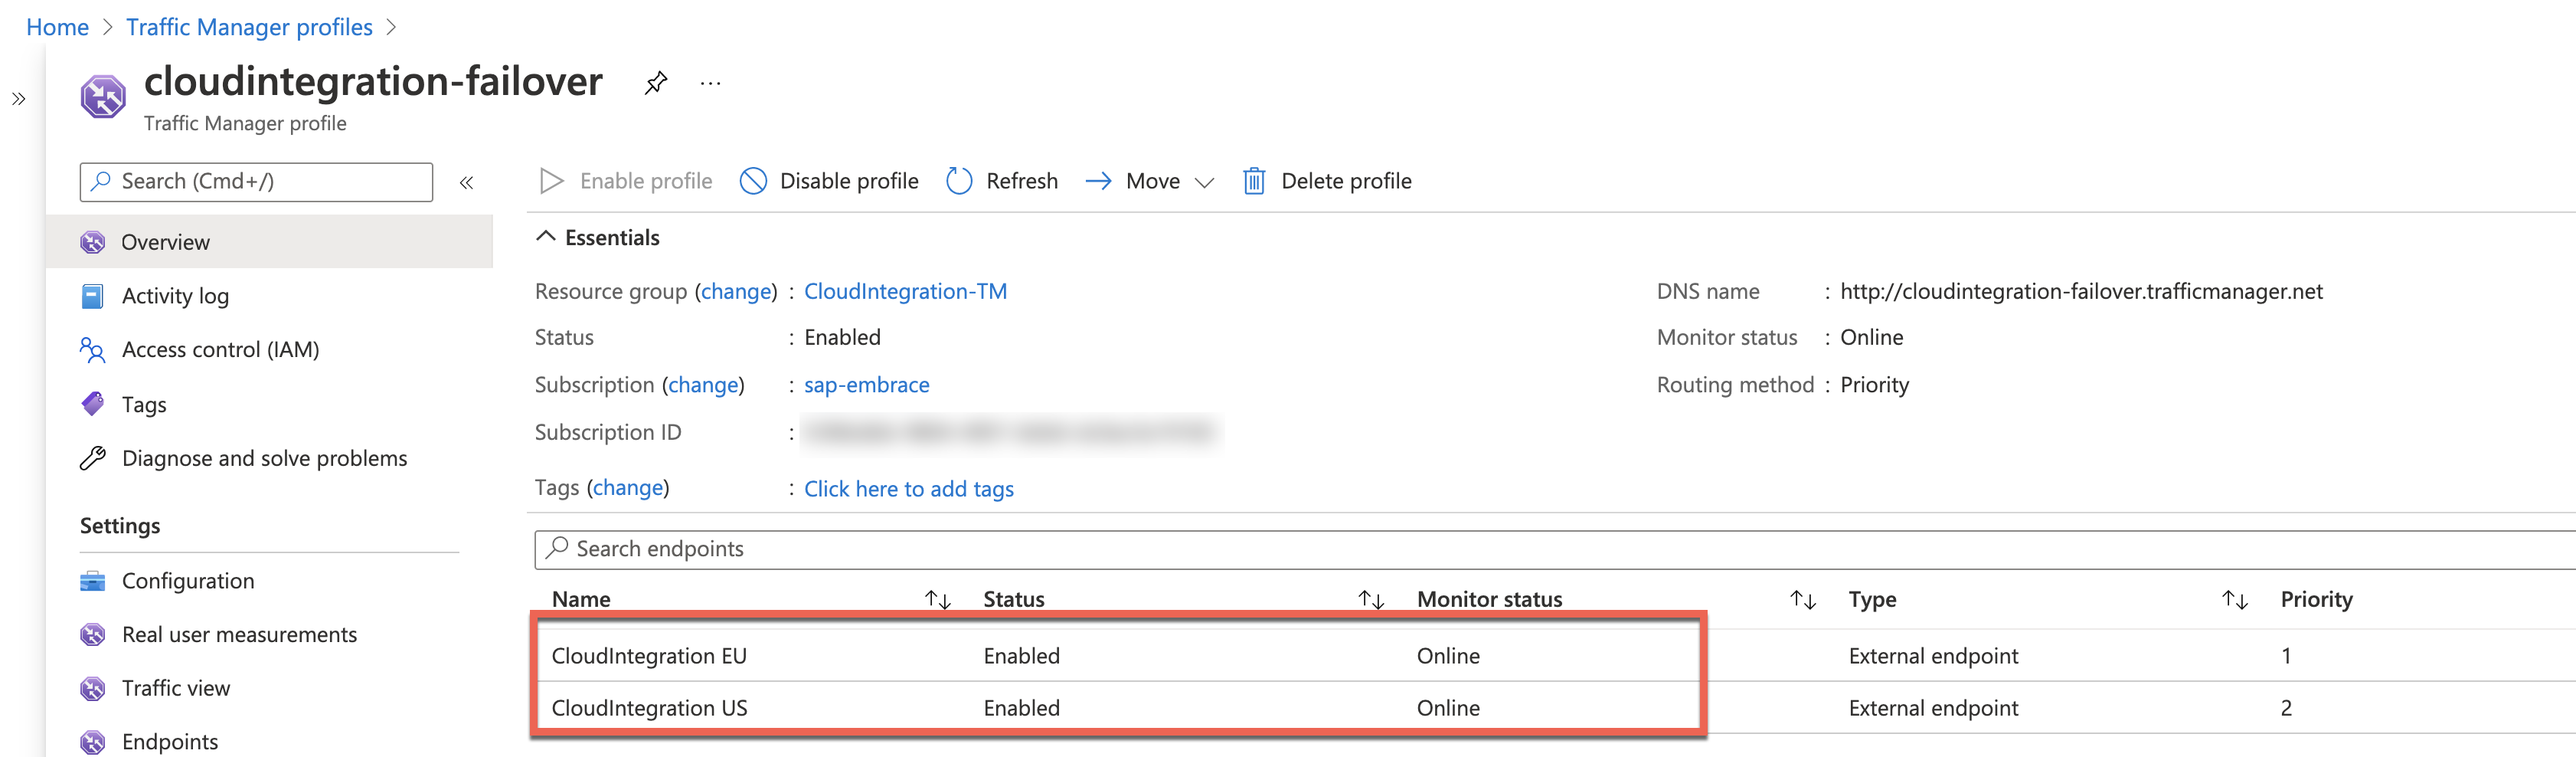 Home > Traffic Manager profiles >
cloudintegration-failover ...
Traffic Manager profile
Search (Cmd+/)
Overview
Activity log
Access control (IAM)
Tags
Diagnose and solve problems
Settings
Configuration
Real user measurements
Traffic view
Endpoints
Enable profile Disable profile Refresh Move Delete profile
Essentials
Resource group (change) : CloudIntegration-TM
Status : Enabled
Subscription (change) : sap-embrace
Subscription ID :
Tags (change) : Click here to add tags
DNS name : http://cloudintegration-failover.trafficmanager.net
Monitor status : Online
Routing method : Priority
Search endpoints
Name Status Monitor status Type Priority
CloudIntegration EU Enabled Online External endpoint 1
CloudIntegration US Enabled Online External endpoint 2